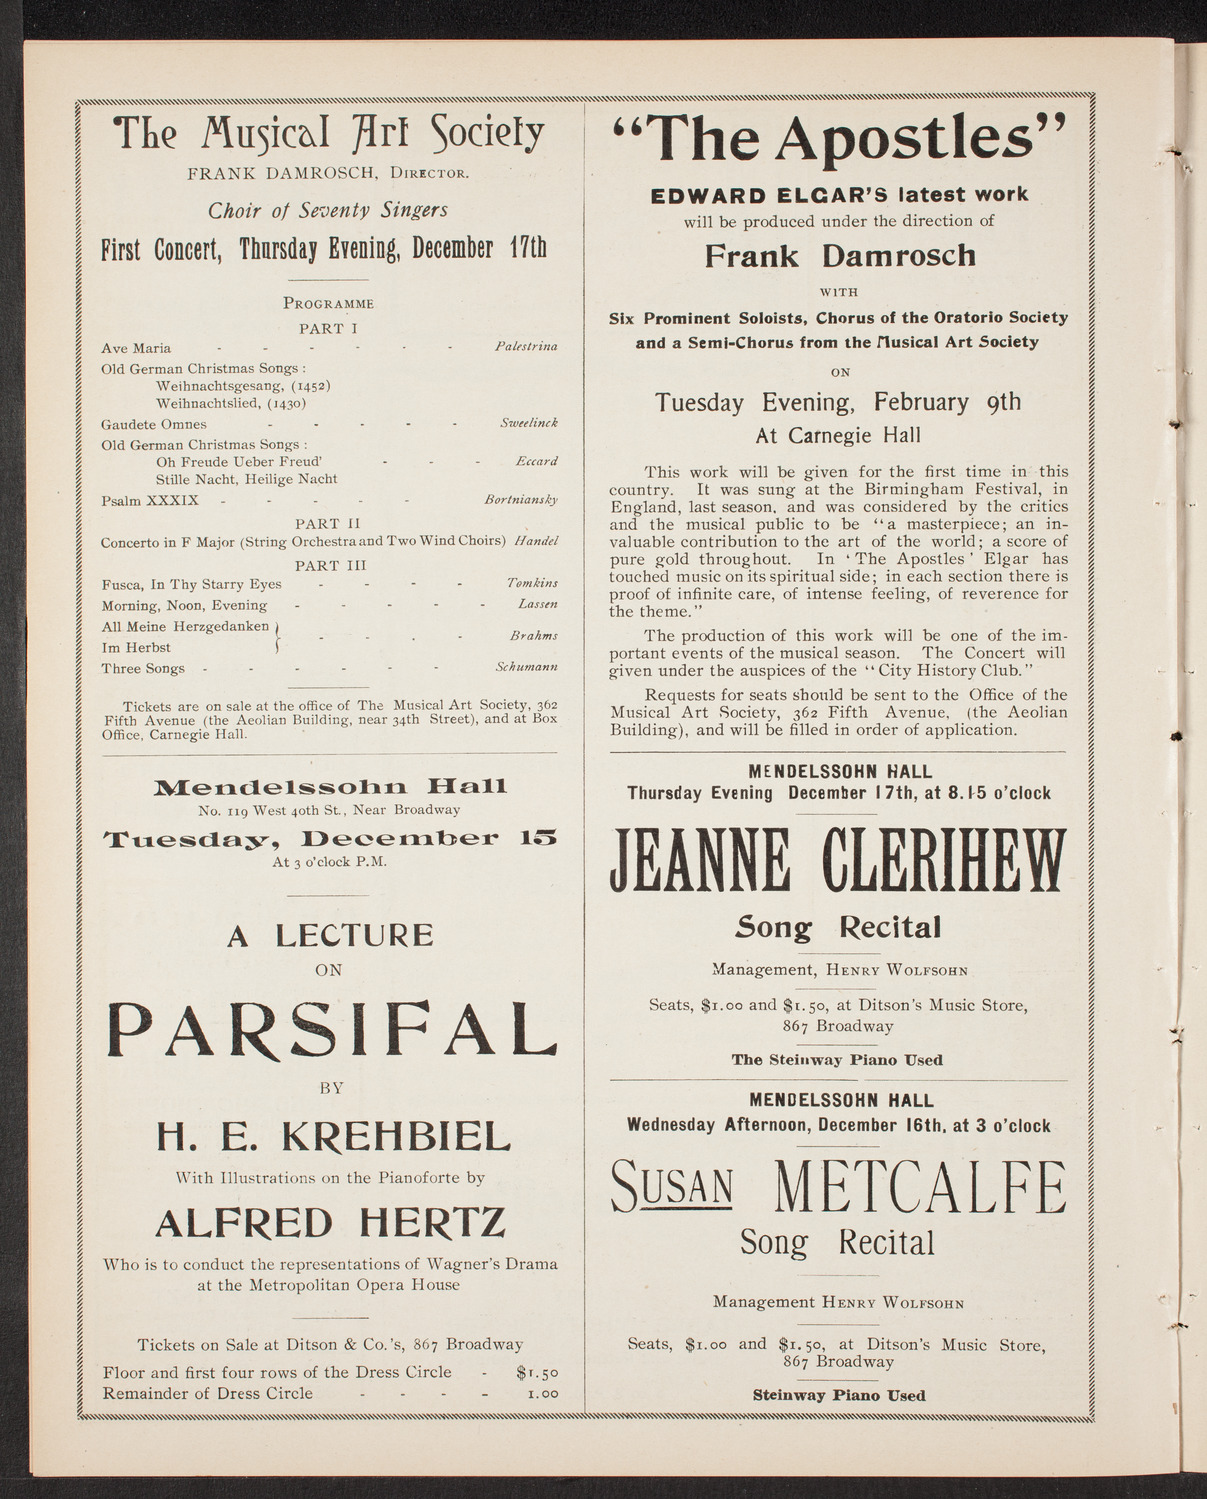 The Musical Art Society
FRANK DAMROSCH, DIRECTOR.
Choir of Seventy Singers
First Concert, Thursday Evening, December 17th
PROGRAMME
PART I
Ave Maria - - - - - - Palestrina
Old German Christmas Songs :
Weihnachtsgesang, (1452)
Weihnachtslied, (1430)
Gaudete Omnes - - - - - Sweelinck
Old German Christmas Songs :
Oh Freude Ueber Freud' - - - Eccard
Stille Nacht, Heilige Nacht
Psalm XXXIX - - - - - Bortniansky
PART II
Concerto in F Major (String Orchestra and Two Wind Choirs) Handel
PART III
Fusca, In Thy Starry Eyes - - - - Tomkins
Morning, Noon, Evening - - - - - Lassen
All Meine Herzgedanken }
Im Herbst } - - . - Brahms
Three Songs - - - - - - Schumann
Tickets are on sale at the office of The Musical Art Society, 362
Fifth Avenue (the Aeolian Building, near 34th Street), and at Box
Office, Carnegie Hall.
Mendelssohn Hall
No. 119 West 40th St., Near Broadway
Tuesday, December 15
At 3 o'clock P.M.
A LECTURE
ON
PARSIFAL
BY
H. E. KREHBIEL
With Illustrations on the Pianoforte by
ALFRED HERTZ
Who is to conduct the representations of Wagner's Drama
at the Metropolitan Opera House
Tickets on Sale at Ditson & Co.'s, 867 Broadway
Floor and first four rows of the Dress Circle - $1.50
Remainder of Dress Circle - - - - 1.00
"The Apostles"
EDWARD ELGAR'S latest work
will be produced under the direction of
Frank Damrosch
WITH
Six Prominent Soloists, Chorus of the Oratorio Society
and a Semi-Chorus from the Musical Art Society
ON
Tuesday Evening, February 9th
At Carnegie Hall
This work will be given for the first time in this
country. It was sung at the Birmingham Festival, in
England, last season, and was considered by the critics
and the musical public to be "a masterpiece; an in-
valuable contribution to the art of the world; a score of
pure gold throughout. In 'The Apostles' Elgar has
touched music on its spiritual side; in each section there is
proof of infinite care, of intense feeling, of reverence for
the theme."
The production of this work will be one of the im-
portant events of the musical season. The Concert will
given under the auspices of the "City History Club."
Requests for seats should be sent to the Office of the
Musical Art Society, 362 Fifth Avenue, (the Aeolian
Building), and will be filled in order of application.
MENDELSSOHN HALL
Thursday Evening December 17th, at 8.15 o'clock
JEANNE CLERIHEW
Song Recital
Management, HENRY WOLFSOHN
Seats, $1.00 and $1.50, at Ditson's Music Store,
867 Broadway
The Steinway Piano Used
MENDELSSOHN HALL
Wednesday Afternoon, December 16th, at 3 o'clock
SUSAN METCALFE
Song Recital
Management HENRY WOLFSOHN
Seats, $1.00 and $1.50, at Ditson's Music Store,
867 Broadway
Steinway Piano Used